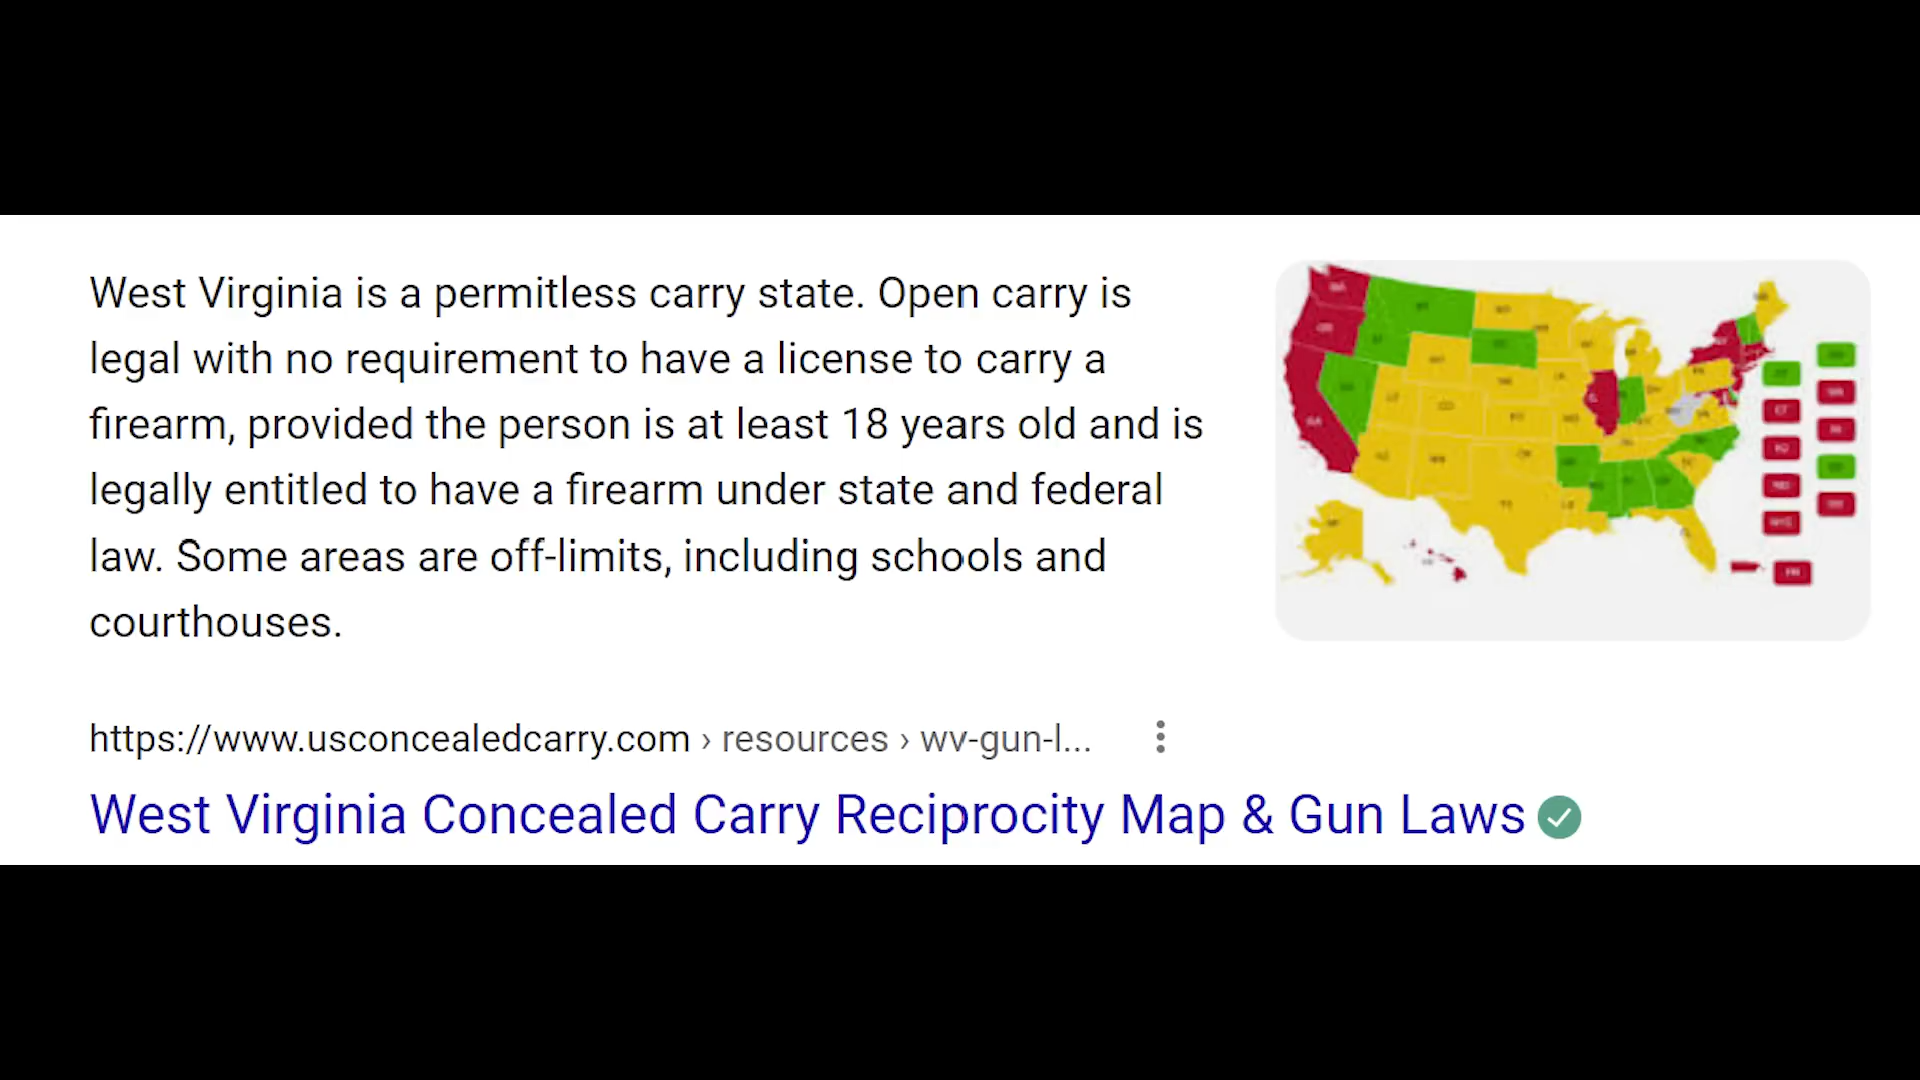 West Virginia is a permitless carry state. Open carry is
legal with no requirement to have a license to carry a
firearm, provided the person is at least 18 years old and is
legally entitled to have a firearm under state and federal
law. Some areas are off-limits, including schools and
courthouses.
https://www.usconcealedcarry.com › resources › wv-gun-l...
West Virginia Concealed Carry Reciprocity Map & Gun Laws